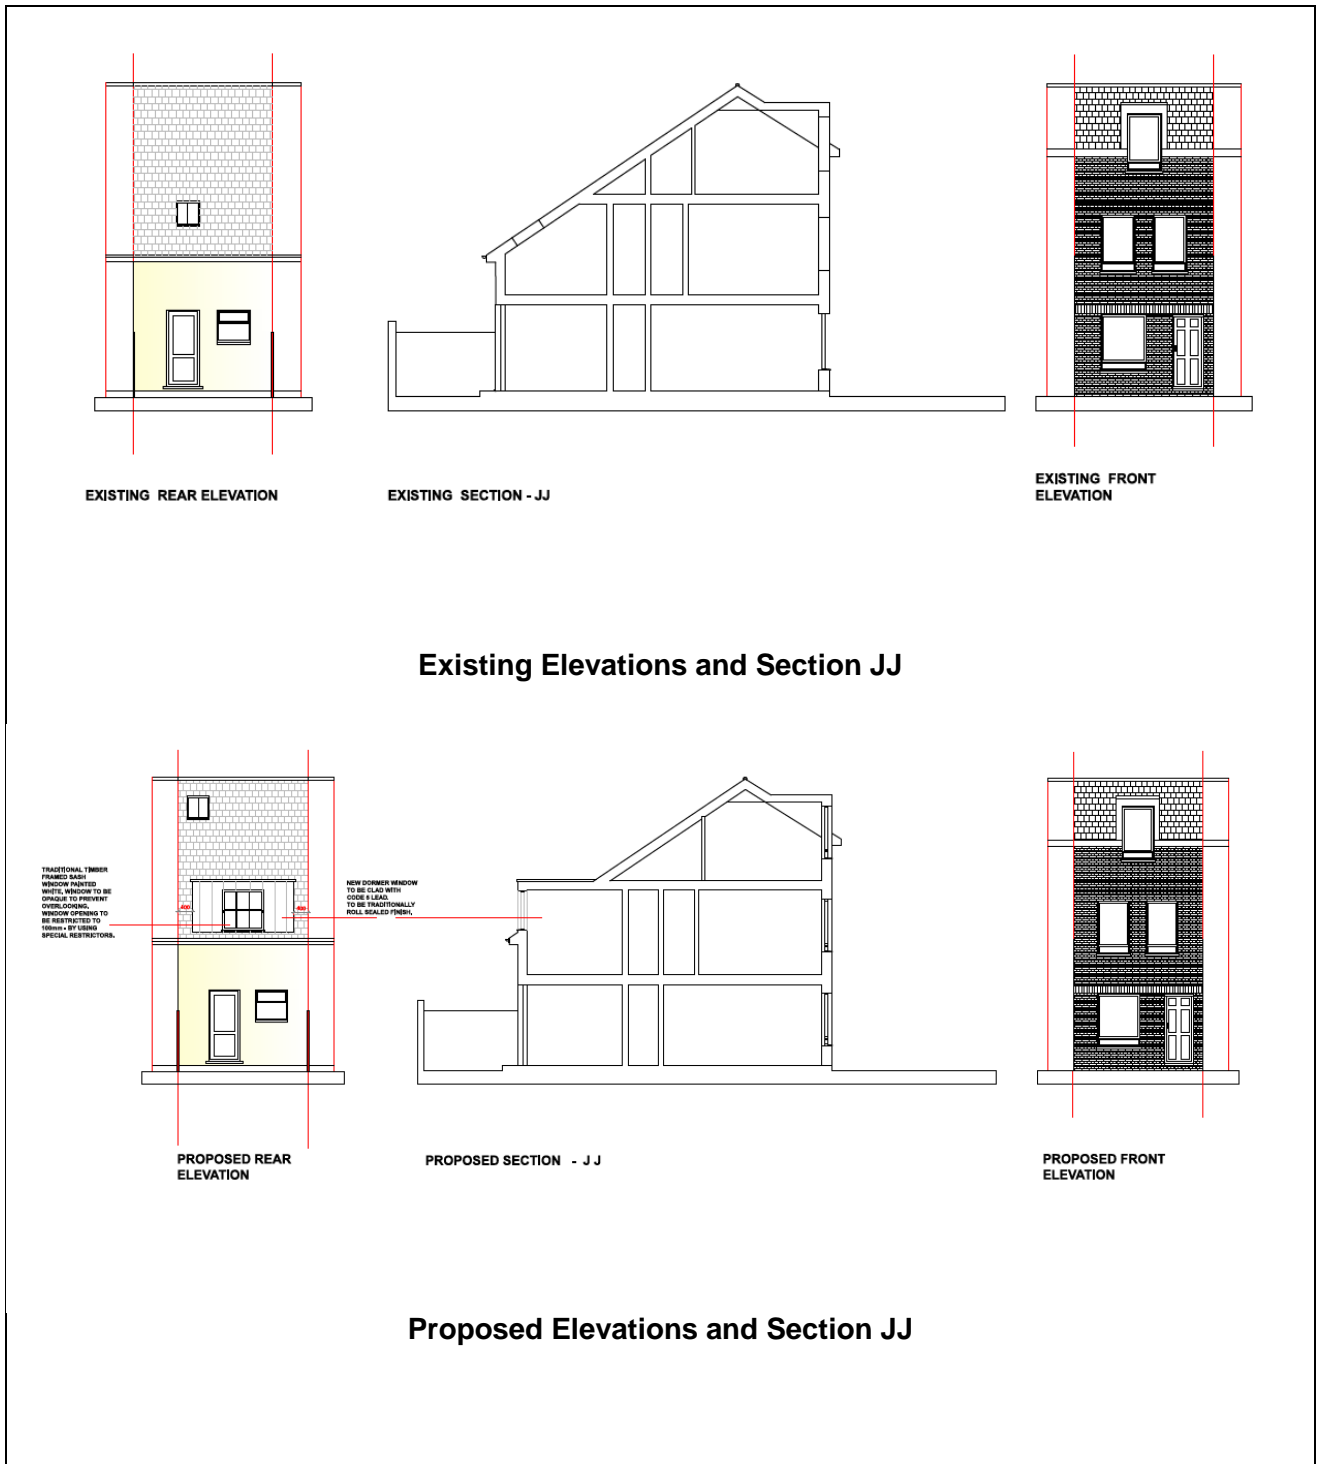 EXISTING REAR ELEVATION
EXISTING SECTION - JJ
EXISTING FRONT
ELEVATION
Existing Elevations and Section JJ
TRADITIONAL TIMBER
FRAMED SASH
WINDOW PAINTED
WHITE, WINDOW TO BE
OPAQUE TO PREVENT
OVERLOOKING.
WINDOW OPENING TO
BE RESTRICTED TO
100mm - BY USING
SPECIAL RESTRICTORS.
400
400
NEW DORMER WINDOW
TO BE CLAD WITH
CODE 5 LEAD.
TO BE TRADITIONALLY
ROLL SEALED FINISH,
PROPOSED REAR
ELEVATION
PROPOSED SECTION - J J
PROPOSED FRONT
ELEVATION
Proposed Elevations and Section JJ